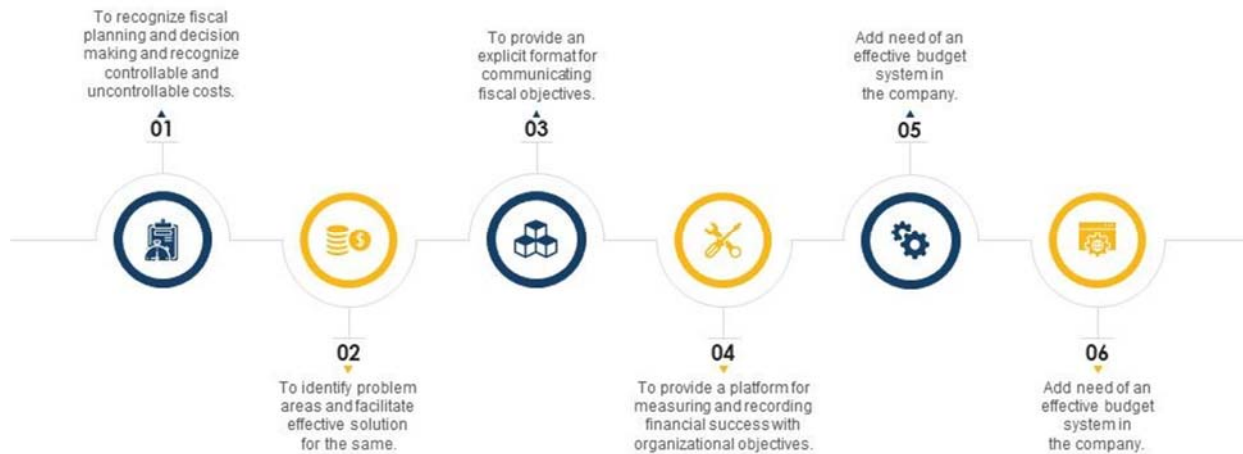 To recognize fiscal
planning and decision
making and recognize
controllable and
uncontrollable costs.
01
02
To identify problem
areas and facilitate
effective solution
for the same.
To provide an
explicit format for
communicating
fiscal objectives.
03
04
To provide a platform for
measuring and recording
financial success with
organizational objectives.
Add need of an
effective budget
system in
the company.
05
06
Add need of an
effective budget
system in
the company.
$